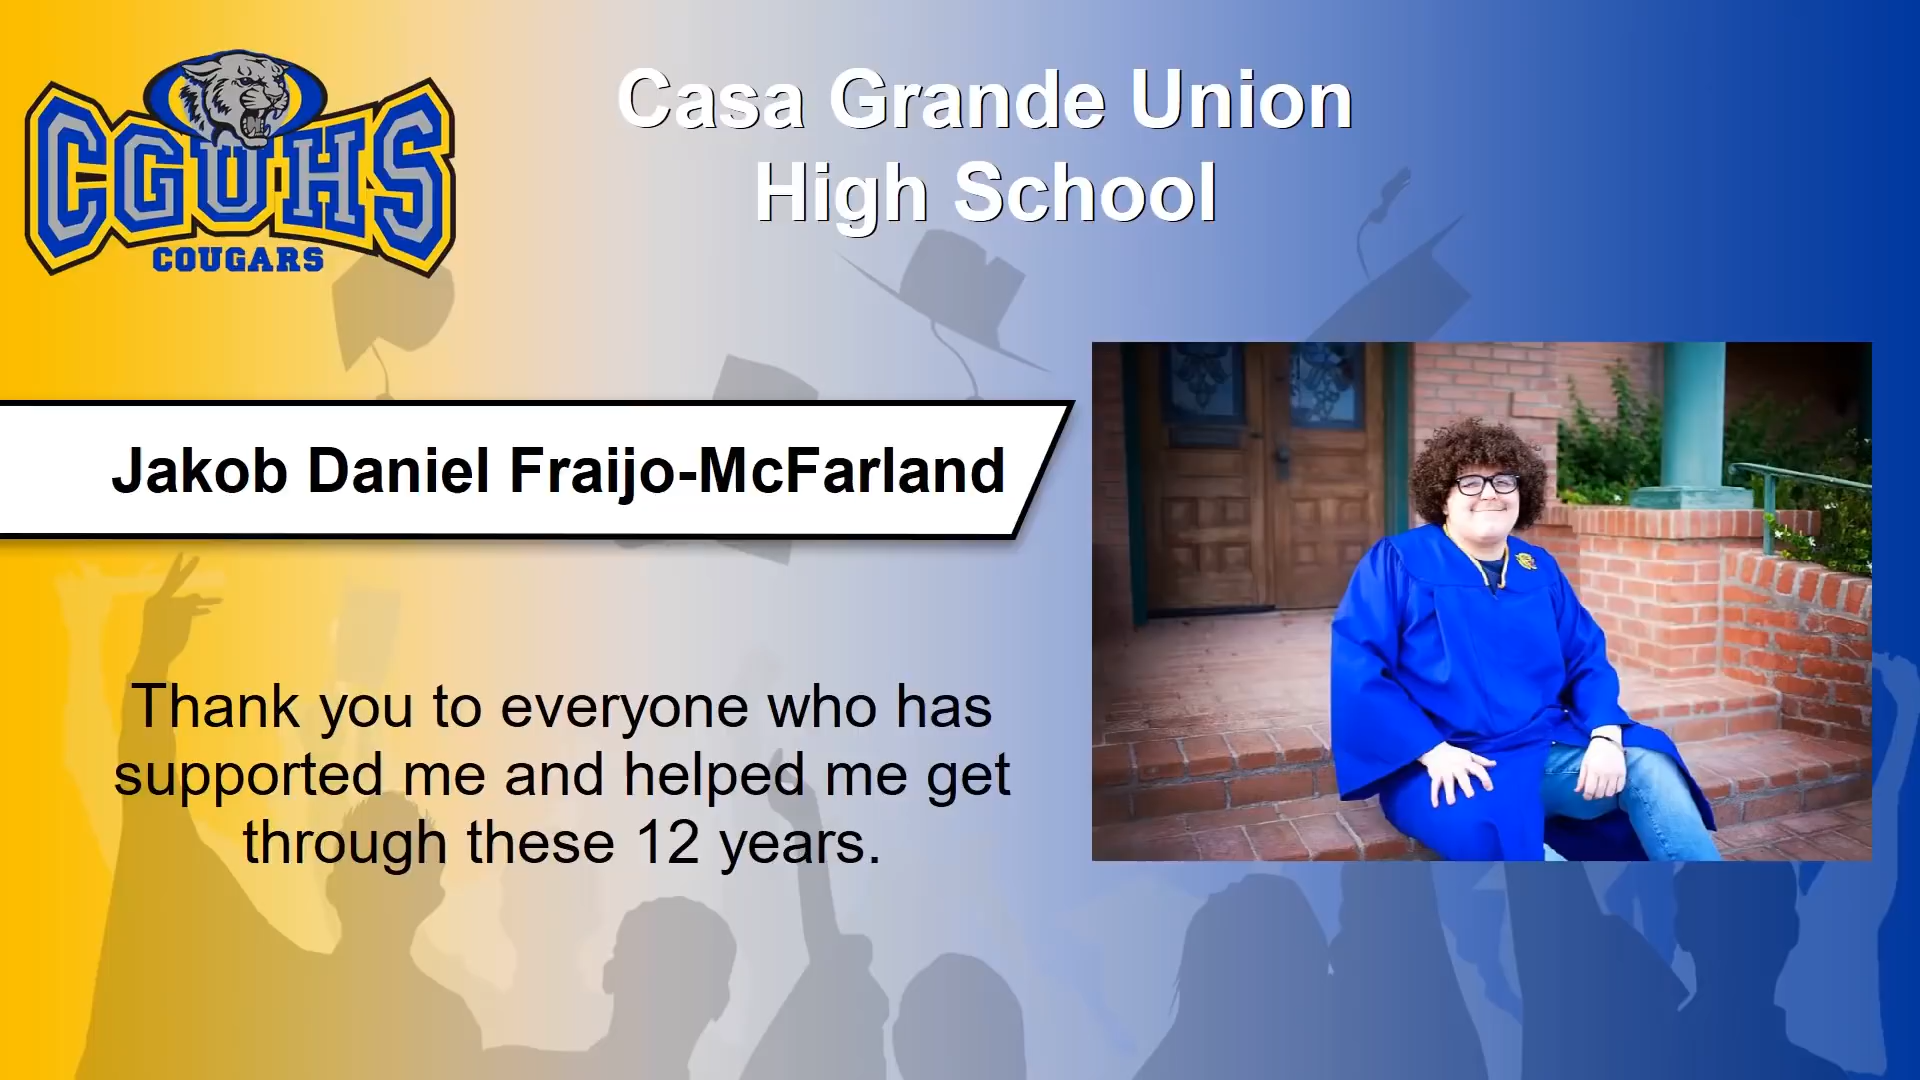 CGUHS
COUGARS
Casa Grande Union
High School
Jakob Daniel Fraijo-McFarland
Thank you to everyone who has
supported me and helped me get
through these 12 years.